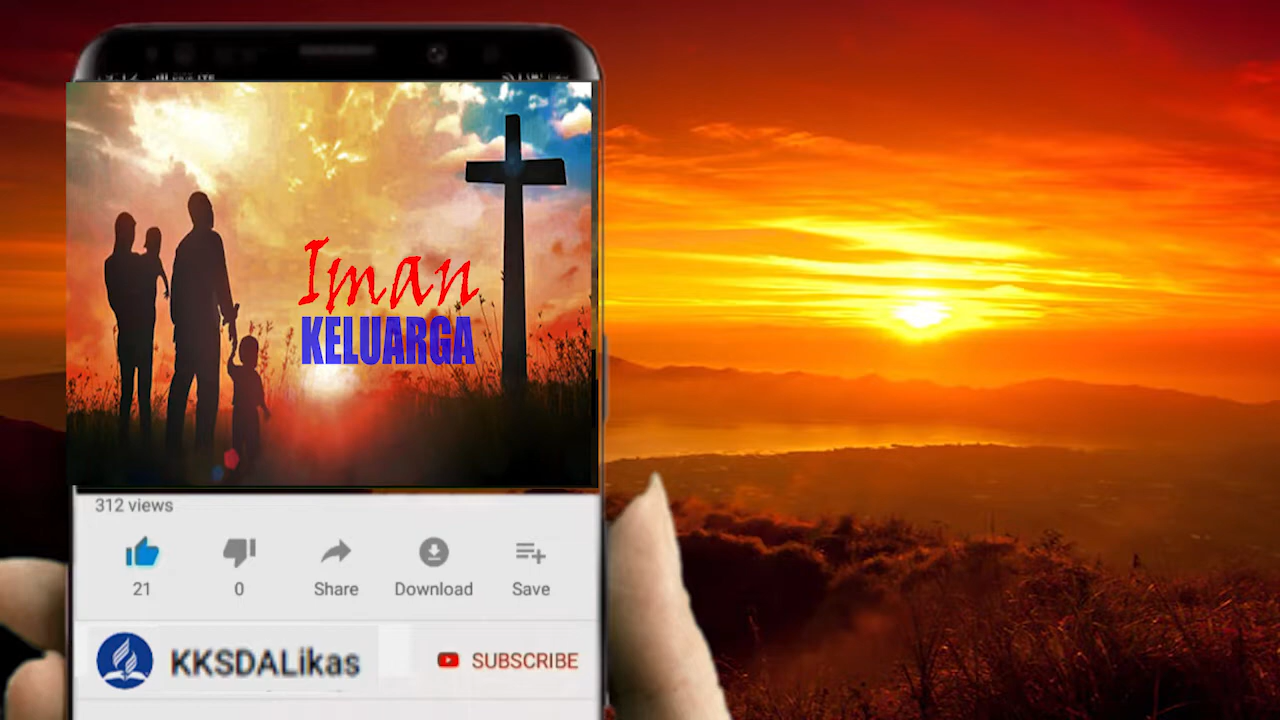 Iman
KELUARGA
312 views
21
0
Share
Download
Save
KKSDALikas
SUBSCRIBE